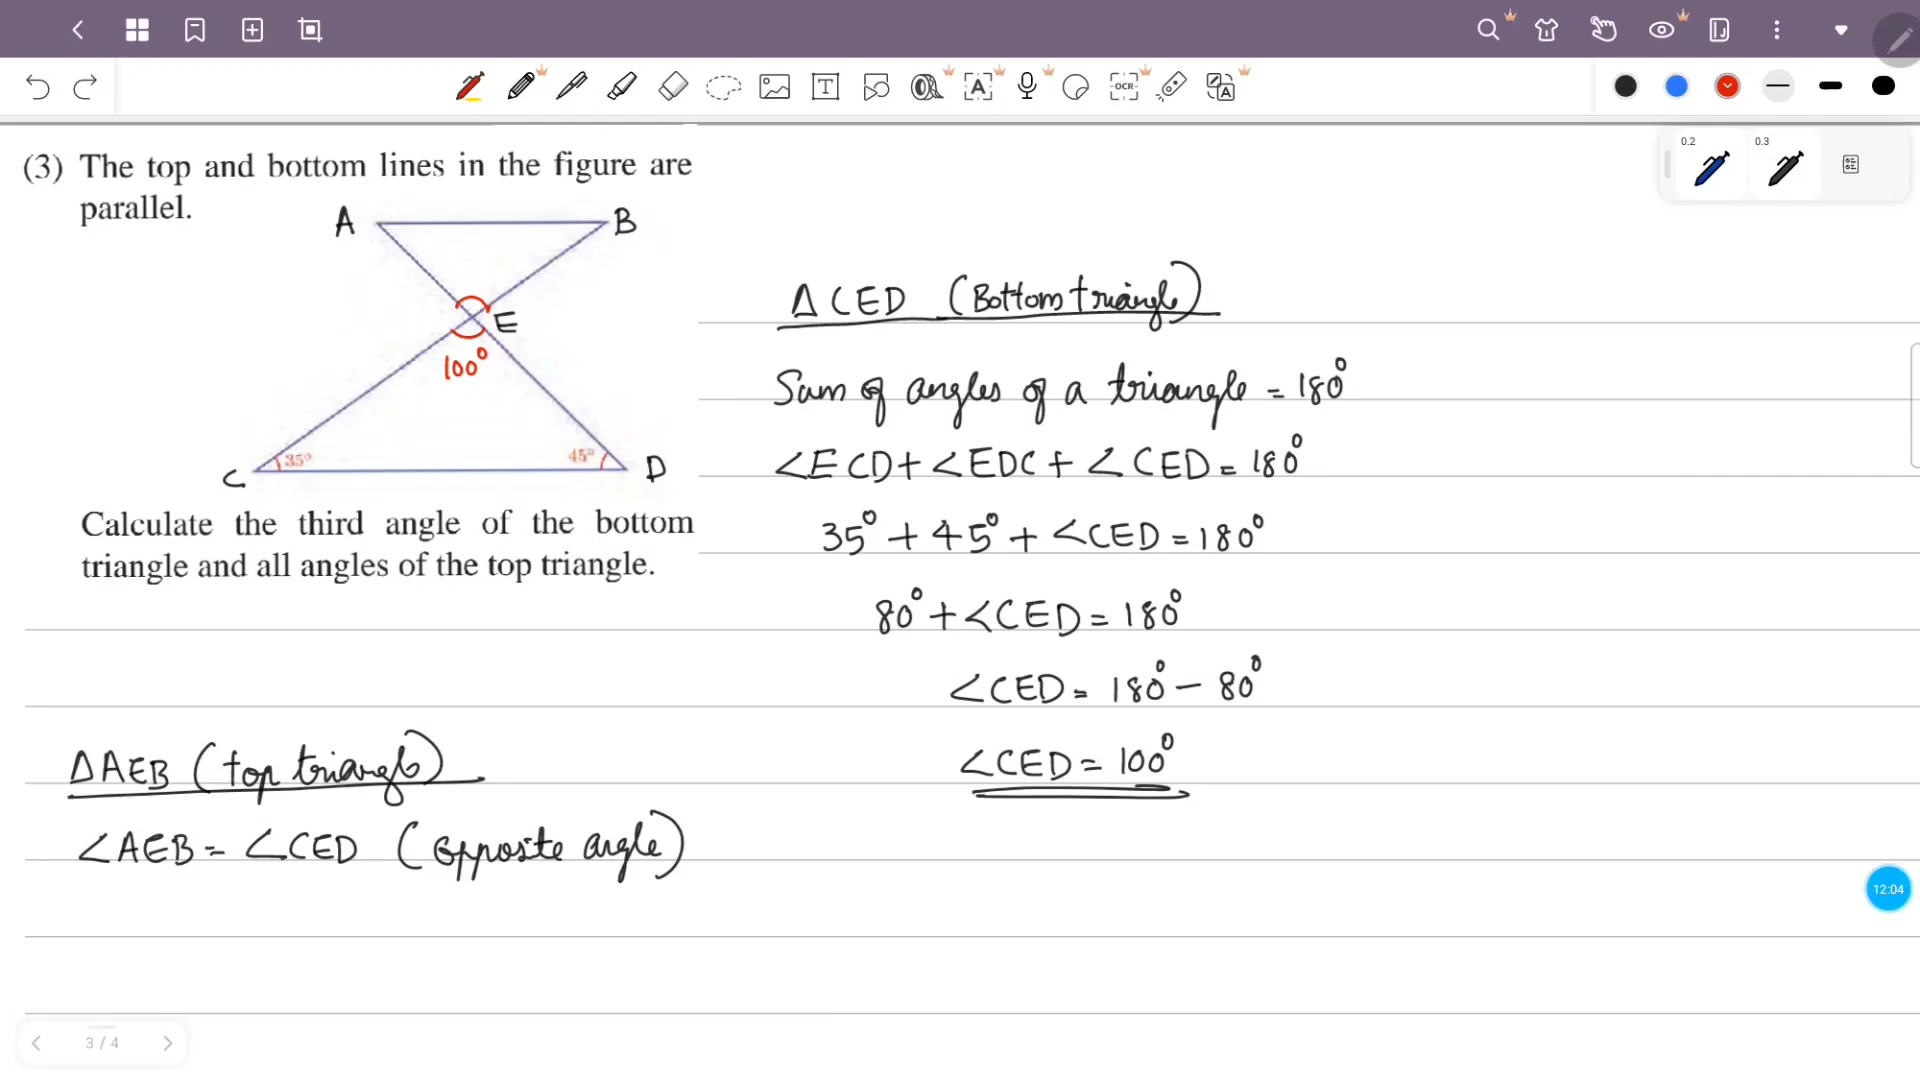 OCR
A
0.2
0.3
(3) The top and bottom lines in the figure are
parallel.
A
B
E
100°
35°
45°
C
D
Calculate the third angle of the bottom
triangle and all angles of the top triangle.
ΔAEB (top triangle)
∠AEB = ∠CED (opposite angle)
ΔCED (Bottom triangle)
Sum of angles of a triangle = 180°
∠ECD + ∠EDC + ∠CED = 180°
35° + 45° + ∠CED = 180°
80° + ∠CED = 180°
∠CED = 180° - 80°
∠CED = 100°
12:04
3 / 4